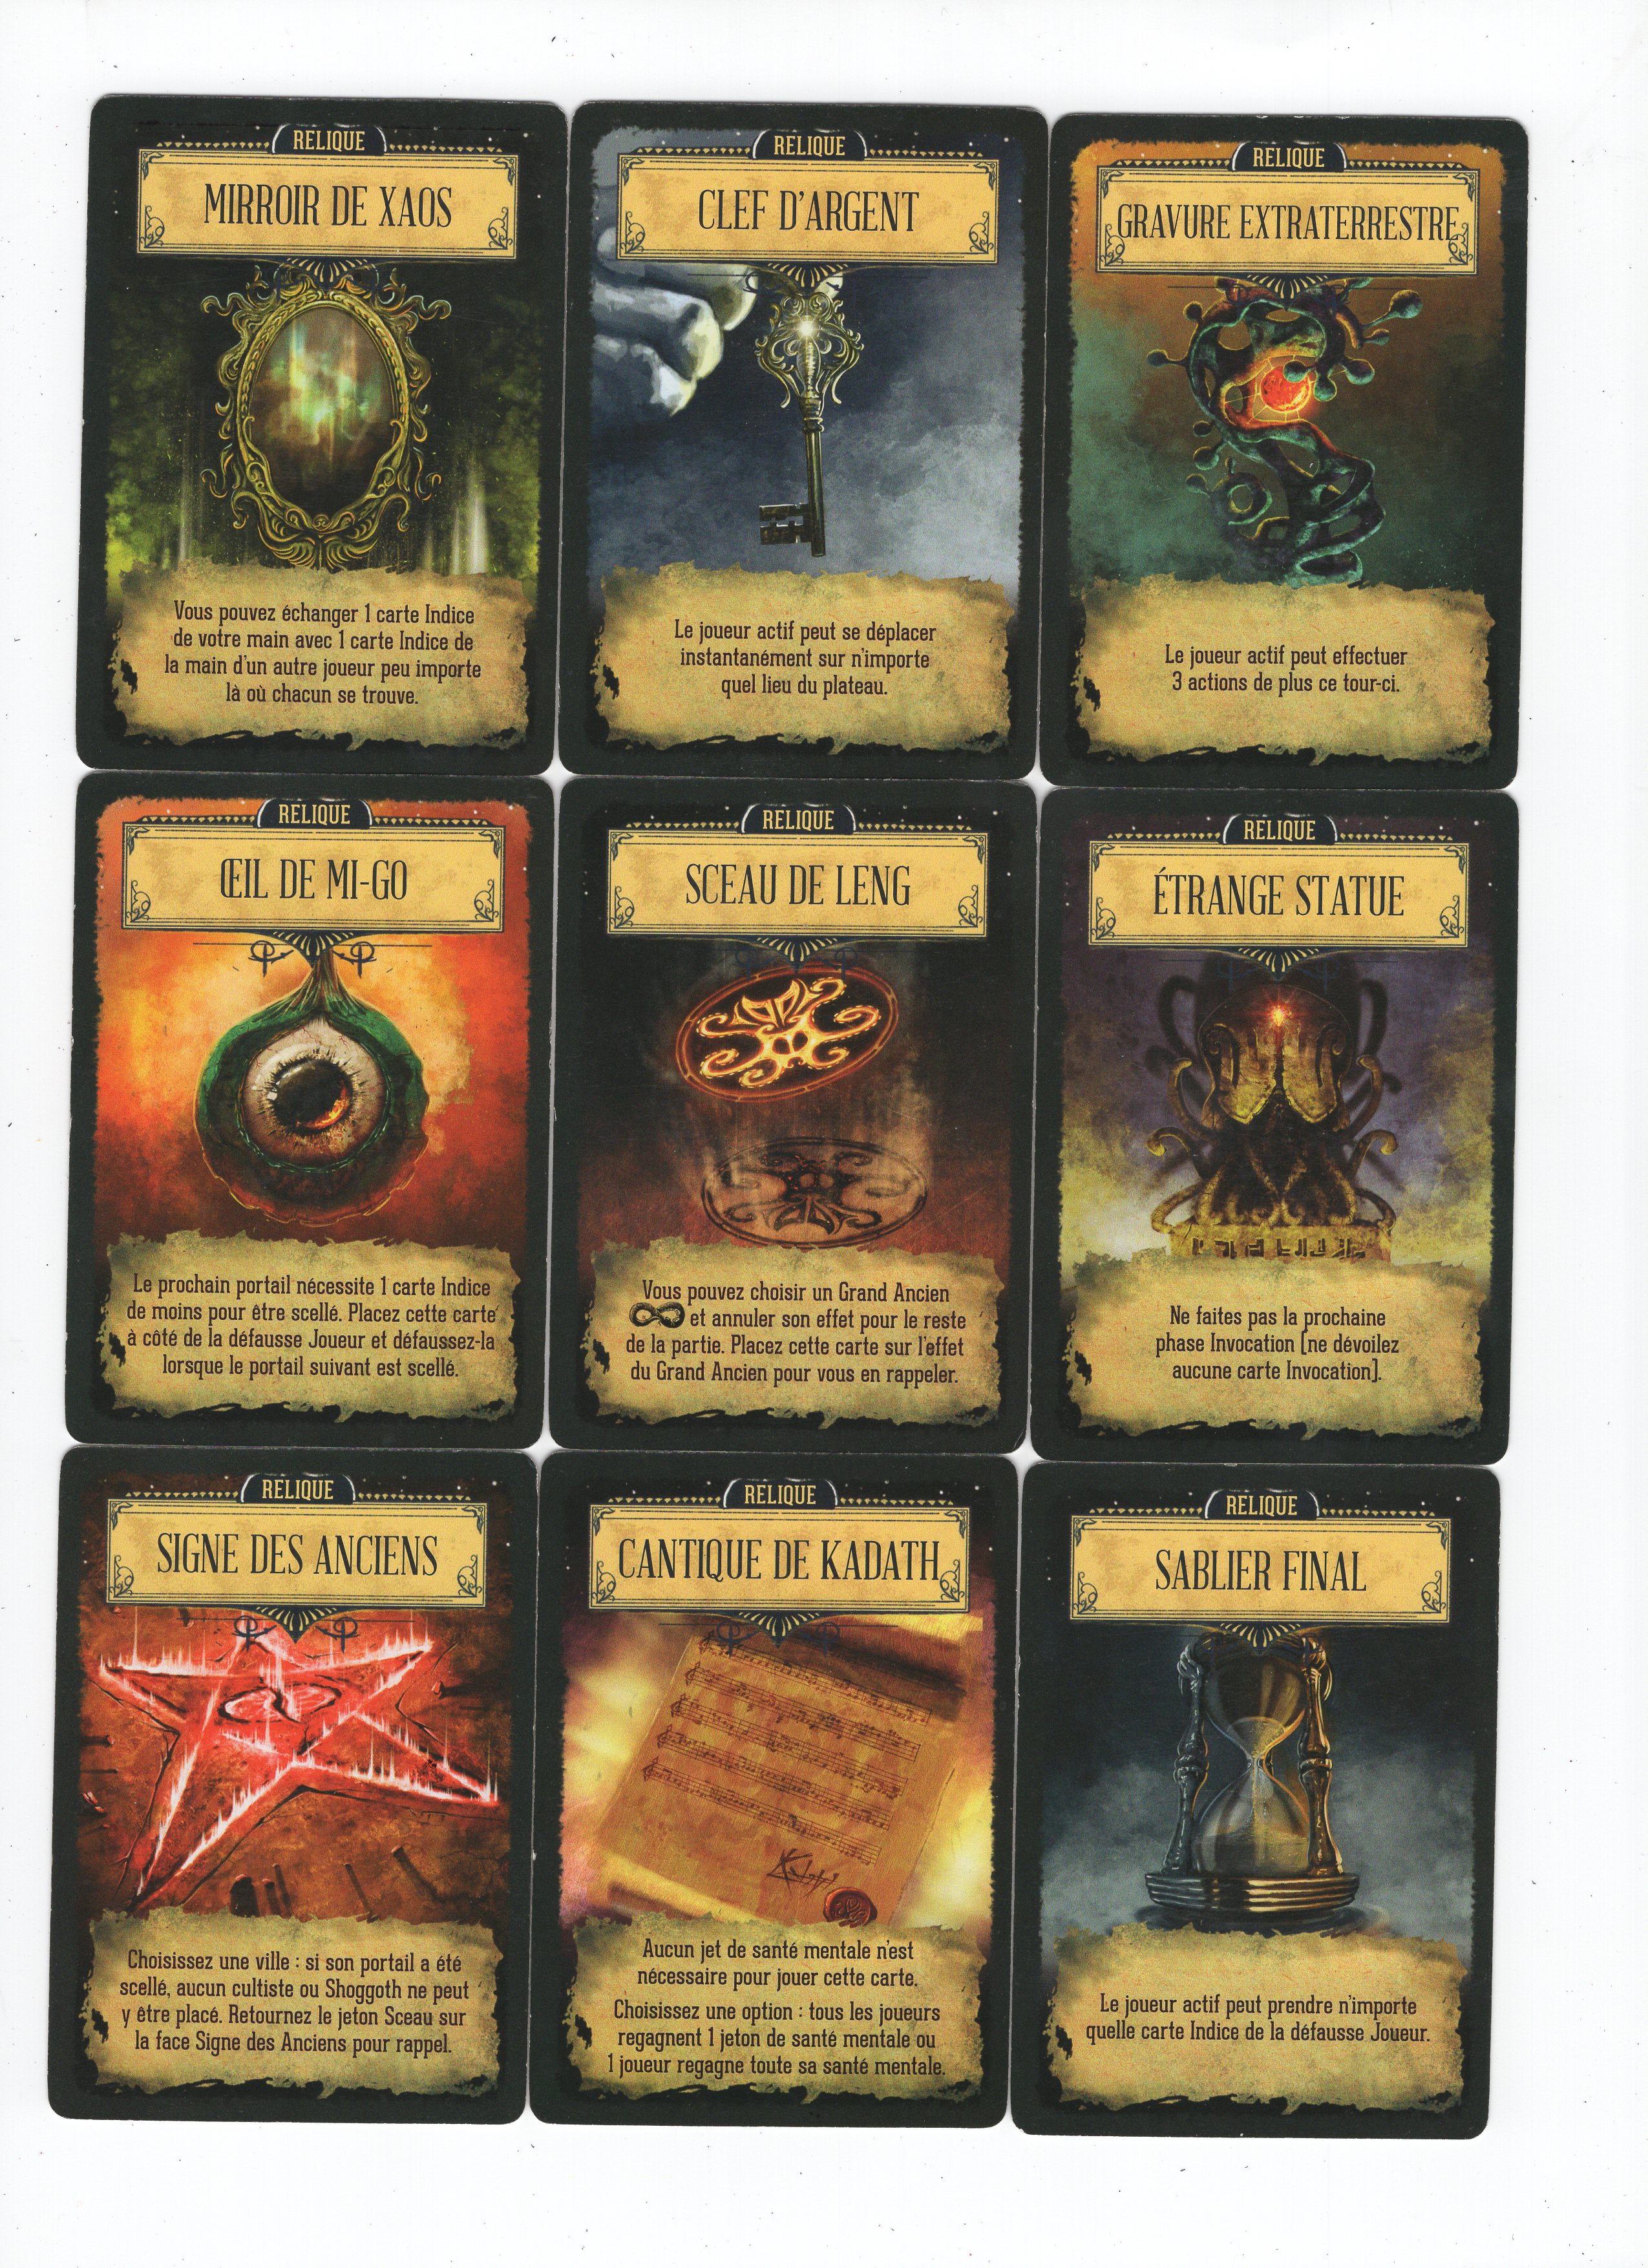 RELIQUE
MIRROIR DE XAOS
Vous pouvez échanger 1 carte Indice
de votre main avec 1 carte Indice de
la main d'un autre joueur peu importe
là où chacun se trouve.
RELIQUE
CLEF D'ARGENT
Le joueur actif peut se déplacer
instantanément sur n'importe
quel lieu du plateau.
RELIQUE
GRAVURE EXTRATERRESTRE
Le joueur actif peut effectuer
3 actions de plus ce tour-ci.
RELIQUE
ŒIL DE MI-GO
Le prochain portail nécessite 1 carte Indice
de moins pour être scellé. Placez cette carte
à côté de la défausse Joueur et défaussez-la
lorsque le portail suivant est scellé.
RELIQUE
SCEAU DE LENG
Vous pouvez choisir un Grand Ancien
et annuler son effet pour le reste
de la partie. Placez cette carte sur l'effet
du Grand Ancien pour vous en rappeler.
RELIQUE
ÉTRANGE STATUE
Ne faites pas la prochaine
phase Invocation [ne dévoilez
aucune carte Invocation].
RELIQUE
SIGNE DES ANCIENS
Choisissez une ville : si son portail a été
scellé, aucun cultiste ou Shoggoth ne peut
y être placé. Retournez le jeton Sceau sur
la face Signe des Anciens pour rappel.
RELIQUE
CANTIQUE DE KADATH
Aucun jet de santé mentale n'est
nécessaire pour jouer cette carte.
Choisissez une option : tous les joueurs
regagnent 1 jeton de santé mentale ou
1 joueur regagne toute sa santé mentale.
RELIQUE
SABLIER FINAL
Le joueur actif peut prendre n'importe
quelle carte Indice de la défausse Joueur.